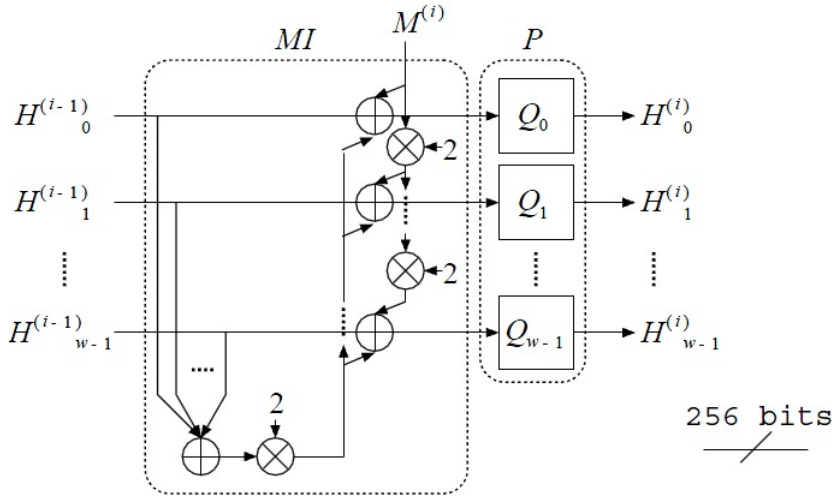 M^(i)
MI
P
H^(i-1)_0
Q_0
H^(i)_0
2
H^(i-1)_1
Q_1
H^(i)_1
2
H^(i-1)_w-1
Q_w-1
H^(i)_w-1
2
256 bits